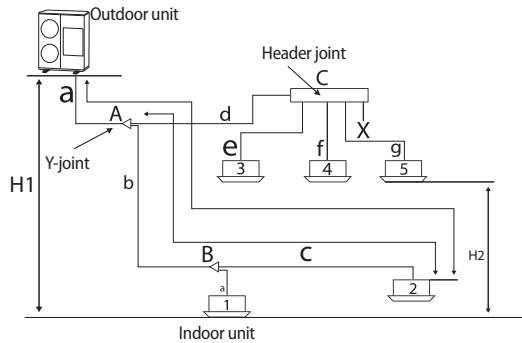 Outdoor unit
Header joint
a
A
d
C
Y-joint
e
f
X
g
3
4
5
H1
b
H2
B
c
a
2
1
Indoor unit